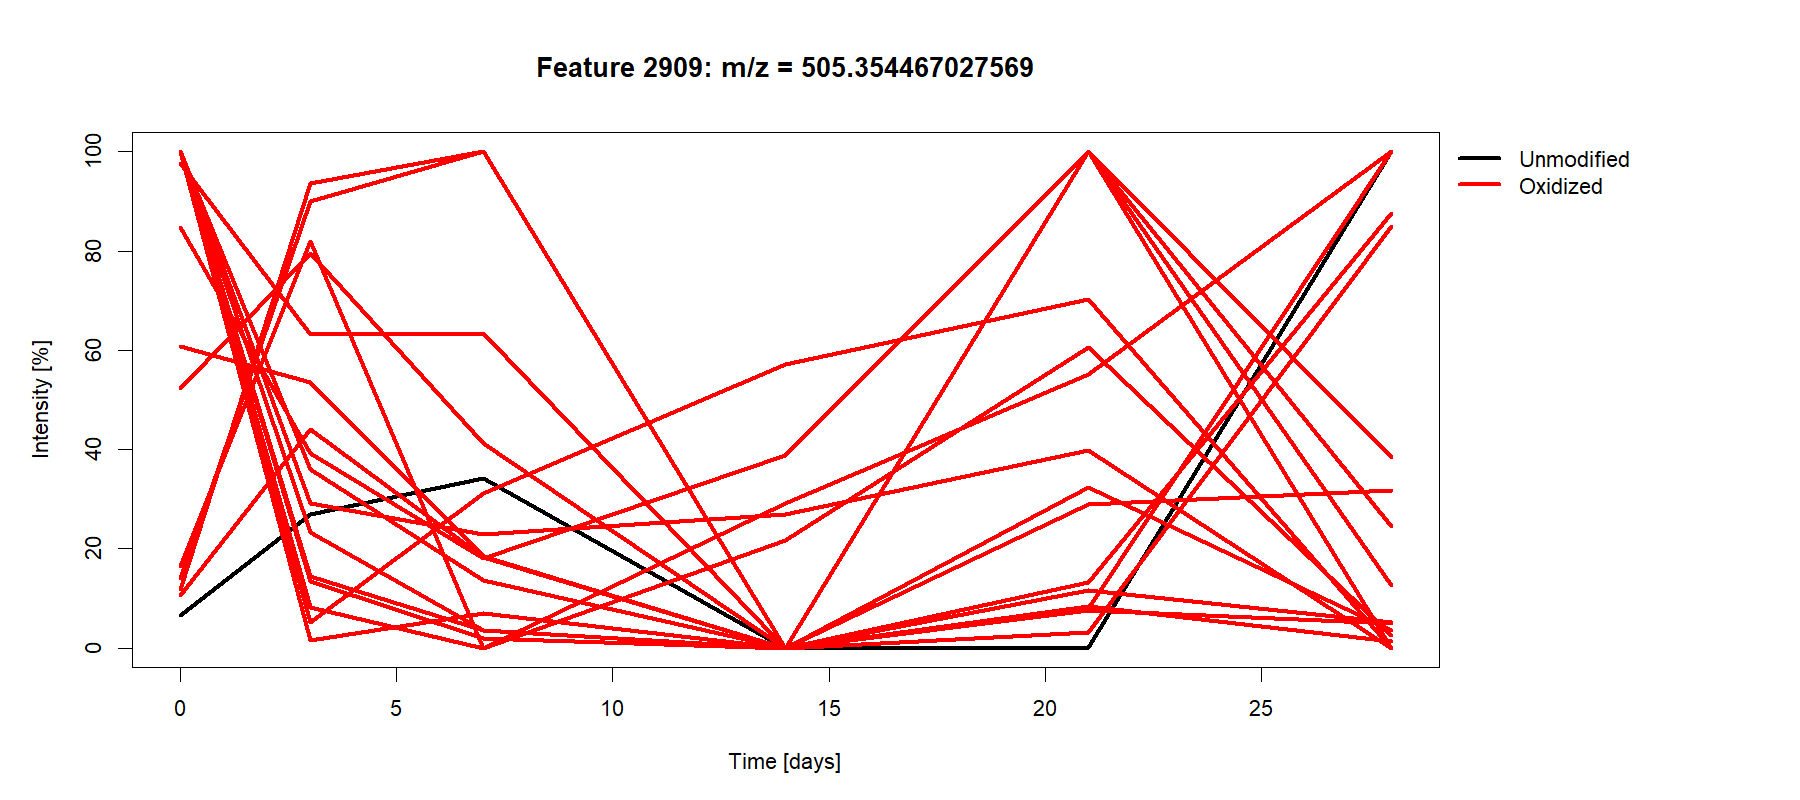 Feature 2909: m/z = 505.354467027569
Intensity [%]
100
80
60
40
20
0
0 5 10 15 20 25
Time [days]
Unmodified
Oxidized